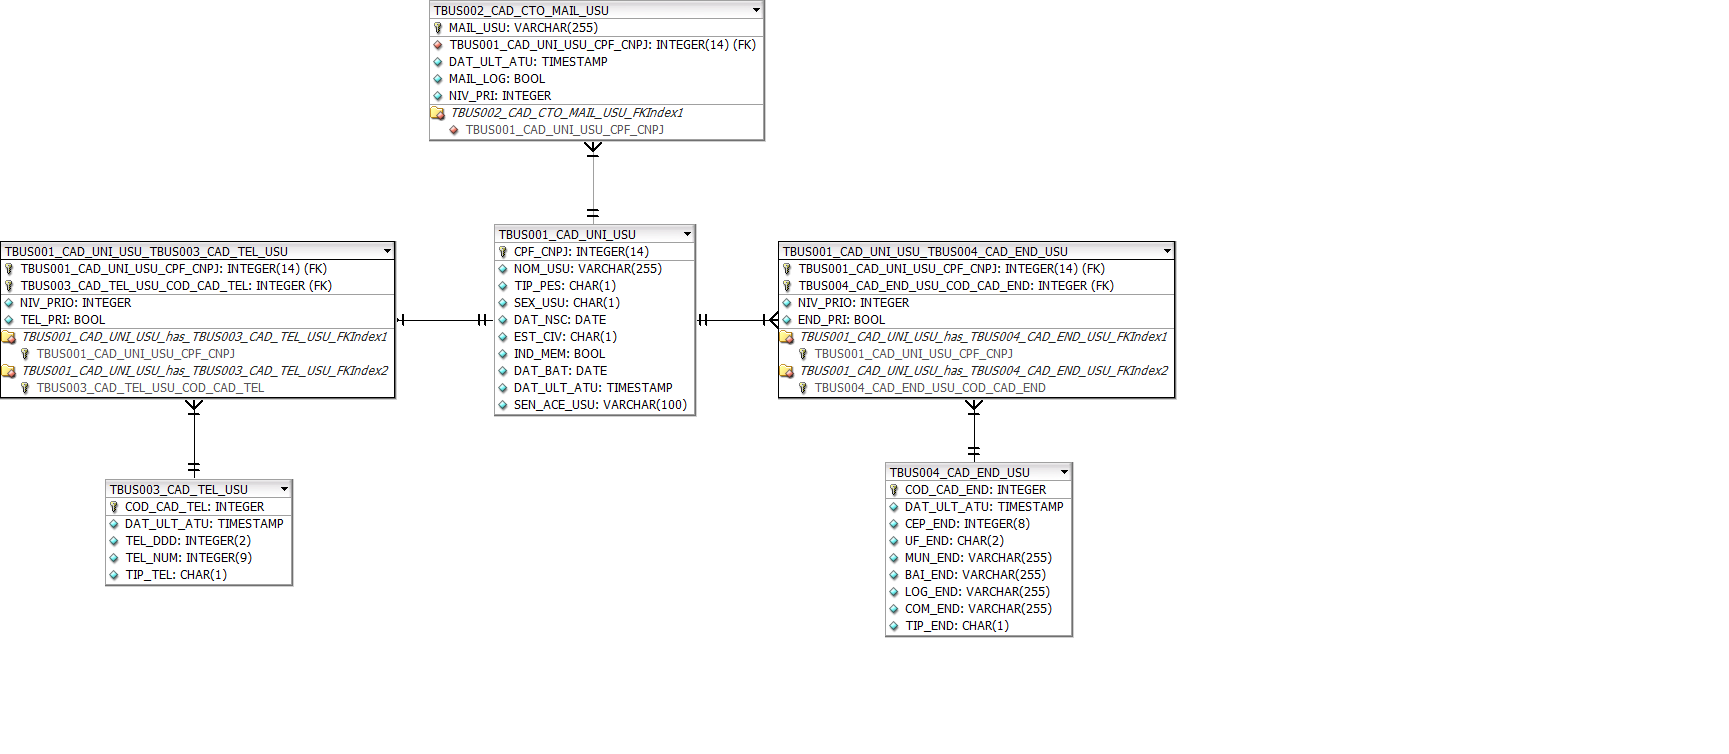 TBUS002_CAD_CTO_MAIL_USU
MAIL_USU: VARCHAR(255)
TBUS001_CAD_UNI_USU_CPF_CNPJ: INTEGER(14) (FK)
DAT_ULT_ATU: TIMESTAMP
MAIL_LOG: BOOL
NIV_PRI: INTEGER
TBUS002_CAD_CTO_MAIL_USU_FKIndex1
TBUS001_CAD_UNI_USU_CPF_CNPJ
TBUS001_CAD_UNI_USU_TBUS003_CAD_TEL_USU
TBUS001_CAD_UNI_USU_CPF_CNPJ: INTEGER(14) (FK)
TBUS003_CAD_TEL_USU_COD_CAD_TEL: INTEGER (FK)
NIV_PRIO: INTEGER
TEL_PRI: BOOL
TBUS001_CAD_UNI_USU_has_TBUS003_CAD_TEL_USU_FKIndex1
TBUS001_CAD_UNI_USU_CPF_CNPJ
TBUS001_CAD_UNI_USU_has_TBUS003_CAD_TEL_USU_FKIndex2
TBUS003_CAD_TEL_USU_COD_CAD_TEL
TBUS001_CAD_UNI_USU
CPF_CNPJ: INTEGER(14)
NOM_USU: VARCHAR(255)
TIP_PES: CHAR(1)
SEX_USU: CHAR(1)
DAT_NSC: DATE
EST_CIV: CHAR(1)
IND_MEM: BOOL
DAT_BAT: DATE
DAT_ULT_ATU: TIMESTAMP
SEN_ACE_USU: VARCHAR(100)
TBUS001_CAD_UNI_USU_TBUS004_CAD_END_USU
TBUS001_CAD_UNI_USU_CPF_CNPJ: INTEGER(14) (FK)
TBUS004_CAD_END_USU_COD_CAD_END: INTEGER (FK)
NIV_PRIO: INTEGER
END_PRI: BOOL
TBUS001_CAD_UNI_USU_has_TBUS004_CAD_END_USU_FKIndex1
TBUS001_CAD_UNI_USU_CPF_CNPJ
TBUS001_CAD_UNI_USU_has_TBUS004_CAD_END_USU_FKIndex2
TBUS004_CAD_END_USU_COD_CAD_END
TBUS003_CAD_TEL_USU
COD_CAD_TEL: INTEGER
DAT_ULT_ATU: TIMESTAMP
TEL_DDD: INTEGER(2)
TEL_NUM: INTEGER(9)
TIP_TEL: CHAR(1)
TBUS004_CAD_END_USU
COD_CAD_END: INTEGER
DAT_ULT_ATU: TIMESTAMP
CEP_END: INTEGER(8)
UF_END: CHAR(2)
MUN_END: VARCHAR(255)
BAI_END: VARCHAR(255)
LOG_END: VARCHAR(255)
COM_END: VARCHAR(255)
TIP_END: CHAR(1)